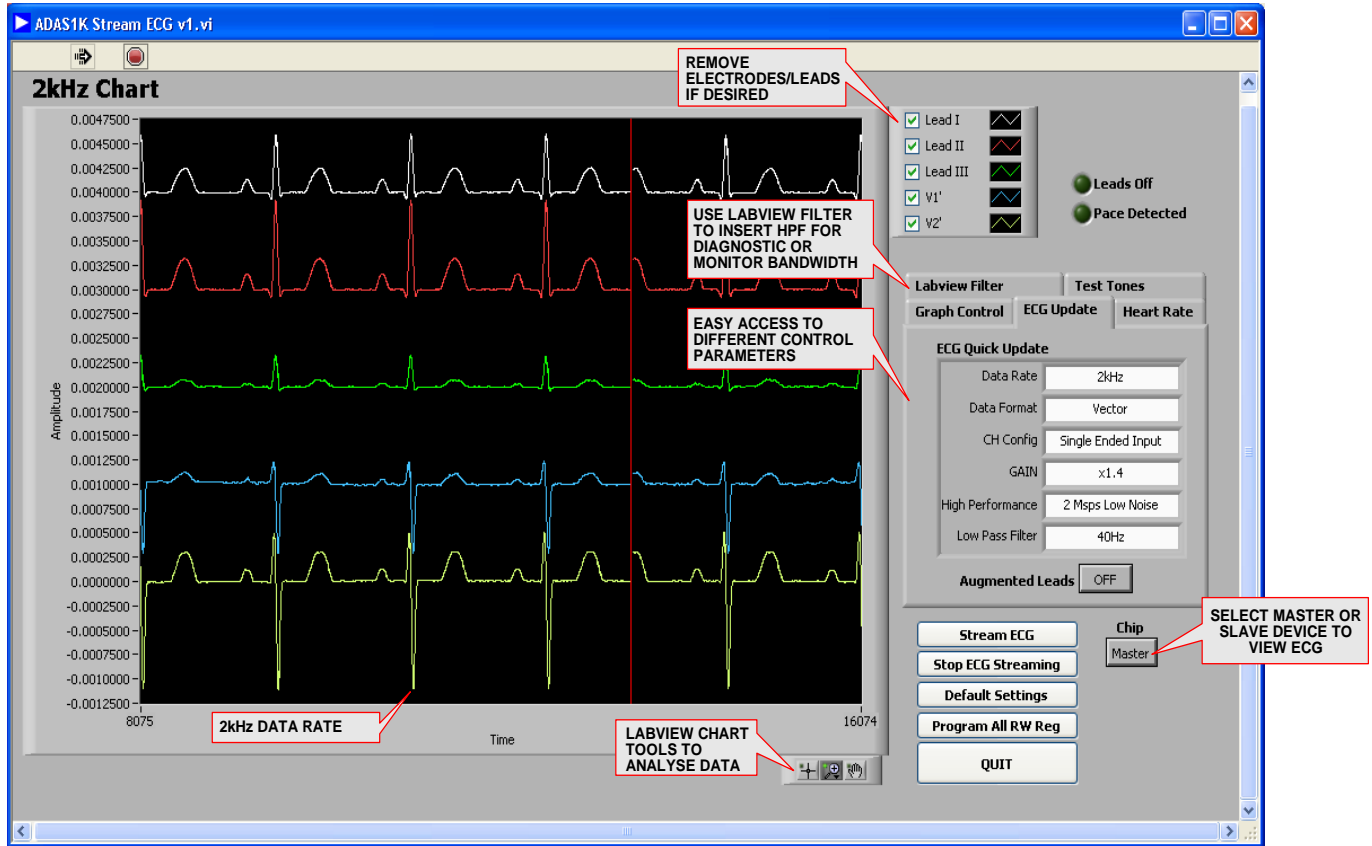 ADAS1K Stream ECG v1.vi
2kHz Chart
REMOVE
ELECTRODES/LEADS
IF DESIRED
Lead I
Lead II
Lead III
V1'
V2'
Leads Off
Pace Detected
Amplitude
0.0047500
0.0045000
0.0042500
0.0040000
0.0037500
0.0035000
0.0032500
0.0030000
0.0027500
0.0025000
0.0022500
0.0020000
0.0017500
0.0015000
0.0012500
0.0010000
0.0007500
0.0005000
0.0002500
0.0000000
-0.0002500
-0.0005000
-0.0007500
-0.0010000
-0.0012500
8075
16074
Time
USE LABVIEW FILTER
TO INSERT HPF FOR
DIAGNOSTIC OR
MONITOR BANDWIDTH
EASY ACCESS TO
DIFFERENT CONTROL
PARAMETERS
Labview Filter
Test Tones
Graph Control
ECG Update
Heart Rate
ECG Quick Update
Data Rate 2kHz
Data Format Vector
CH Config Single Ended Input
GAIN x1.4
High Performance 2 Msps Low Noise
Low Pass Filter 40Hz
Augmented Leads OFF
Stream ECG
Stop ECG Streaming
Default Settings
Program All RW Reg
QUIT
Chip
Master
SELECT MASTER OR
SLAVE DEVICE TO
VIEW ECG
2kHz DATA RATE
LABVIEW CHART
TOOLS TO
ANALYSE DATA